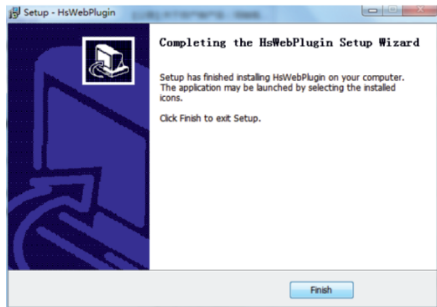 Setup - HsWebPlugin
Completing the HsWebPlugin Setup Wizard
Setup has finished installing HsWebPlugin on your computer.
The application may be launched by selecting the installed
icons.
Click Finish to exit Setup.
Finish